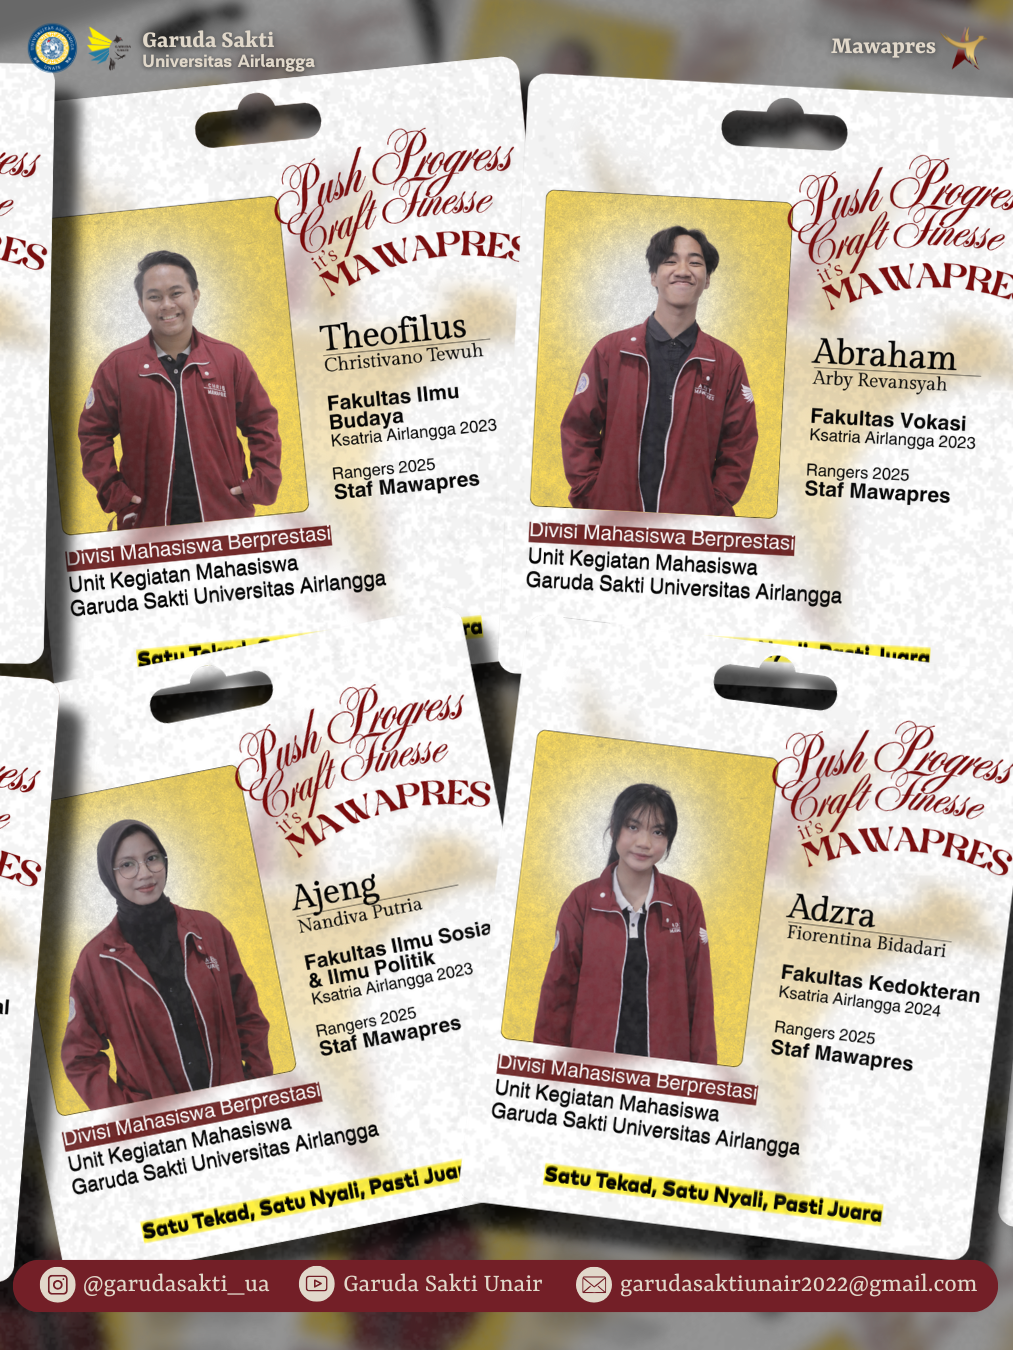 Garuda Sakti
Universitas Airlangga
Mawapres
Push Progress
Craft Finesse
it's
MAWAPRES
Theofilus
Christivano Tewuh
Fakultas Ilmu
Budaya
Ksatria Airlangga 2023
Rangers 2025
Staf Mawapres
Divisi Mahasiswa Berprestasi
Unit Kegiatan Mahasiswa
Garuda Sakti Universitas Airlangga
Satu Tekad,
Push Progress
Craft Finesse
it's
MAWAPRES
Abraham
Arby Revansyah
Fakultas Vokasi
Ksatria Airlangga 2023
Rangers 2025
Staf Mawapres
Divisi Mahasiswa Berprestasi
Unit Kegiatan Mahasiswa
Garuda Sakti Universitas Airlangga
Pasti Juara
Push Progress
Craft Finesse
it's
MAWAPRES
Ajeng
Nandiva Putria
Fakultas Ilmu Sosia
& Ilmu Politik
Ksatria Airlangga 2023
Rangers 2025
Staf Mawapres
Divisi Mahasiswa Berprestasi
Unit Kegiatan Mahasiswa
Garuda Sakti Universitas Airlangga
Satu Tekad, Satu Nyali, Pasti Juar
Push Progress
Craft Finesse
it's
MAWAPRES
Adzra
Fiorentina Bidadari
Fakultas Kedokteran
Ksatria Airlangga 2024
Rangers 2025
Staf Mawapres
Divisi Mahasiswa Berprestasi
Unit Kegiatan Mahasiswa
Garuda Sakti Universitas Airlangga
Satu Tekad, Satu Nyali, Pasti Juara
@garudasakti_ua
Garuda Sakti Unair
garudasaktiunair2022@gmail.com